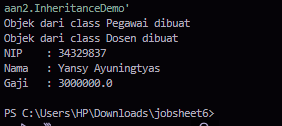 aan2.InheritanceDemo'
Objek dari class Pegawai dibuat
Objek dari class Dosen dibuat
NIP    : 34329837
Nama   : Yansy Ayuningtyas
Gaji   : 3000000.0

PS C:\Users\HP\Downloads\jobsheet6>